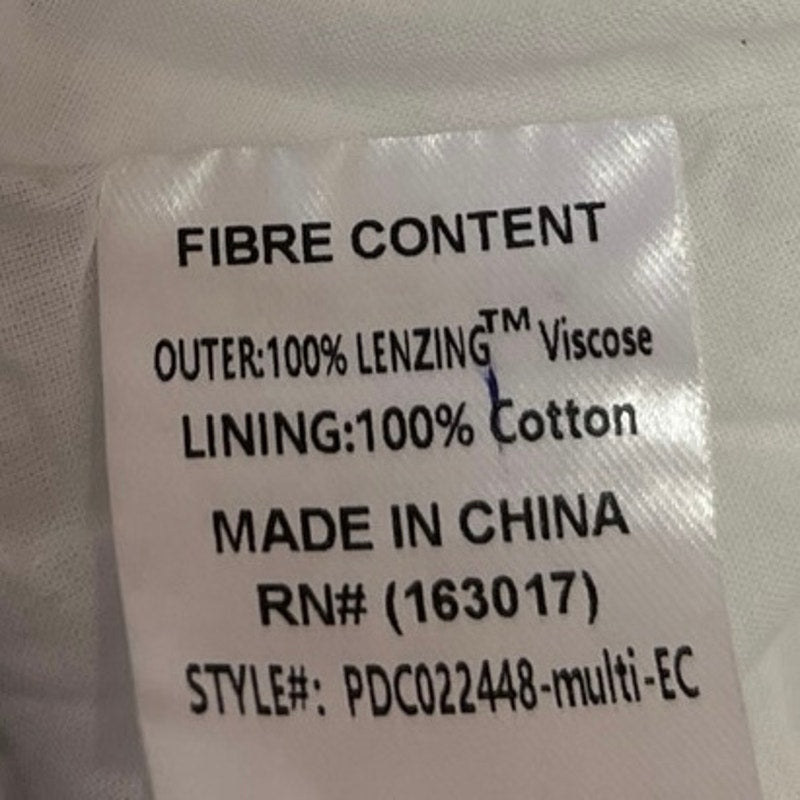 FIBRE CONTENT
OUTER:100% LENZING™ Viscose
LINING:100% Cotton
MADE IN CHINA
RN# (163017)
STYLE#: PDC022448-multi-EC